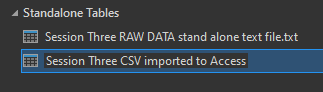 Standalone Tables
Session Three RAW DATA stand alone text file.txt
Session Three CSV imported to Access